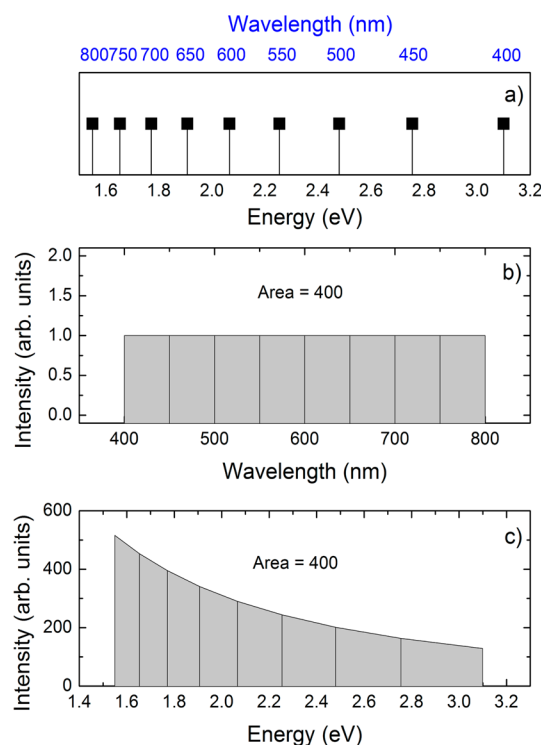 Wavelength (nm)
800 750 700 650 600 550 500 450 400
a)
1.6 1.8 2.0 2.2 2.4 2.6 2.8 3.0 3.2
Energy (eV)
b)
Area = 400
2.0
1.5
1.0
0.5
0.0
Intensity (arb. units)
400 500 600 700 800
Wavelength (nm)
c)
Area = 400
600
400
200
0
Intensity (arb. units)
1.4 1.6 1.8 2.0 2.2 2.4 2.6 2.8 3.0 3.2
Energy (eV)